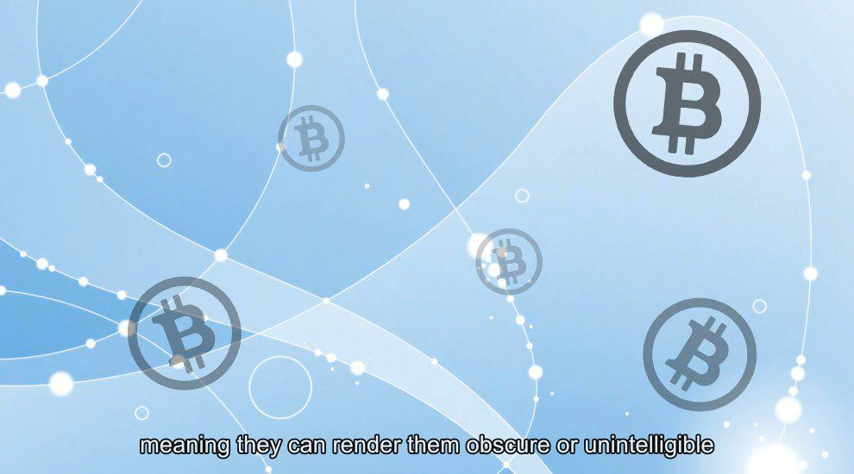 meaning they can render them obscure or unintelligible